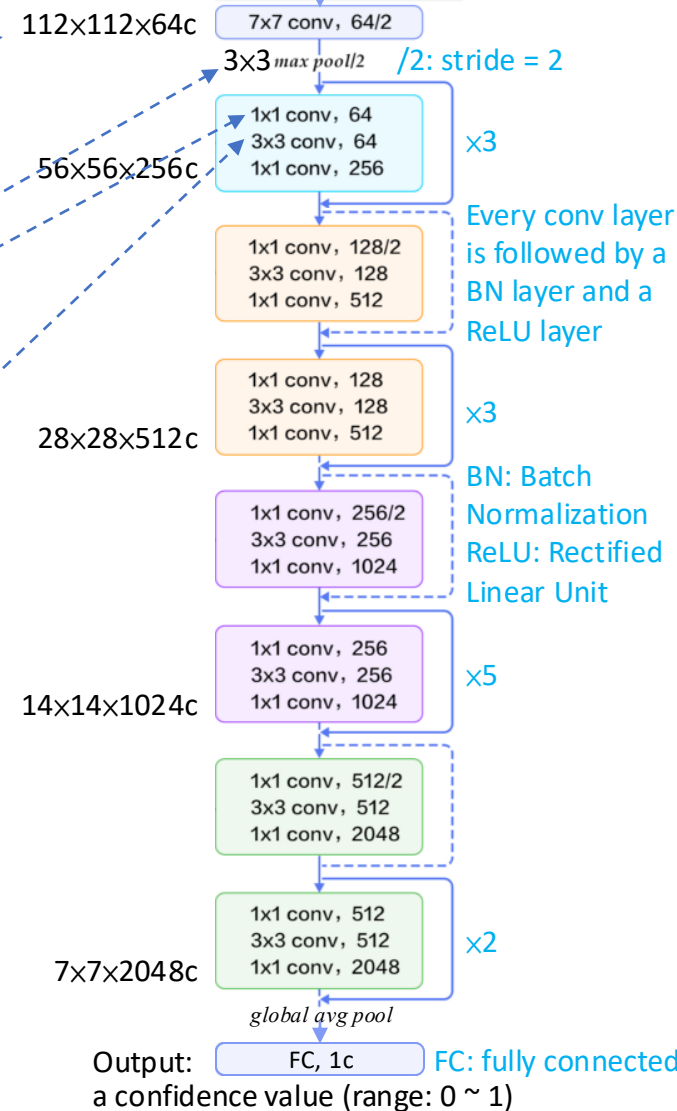 112×112×64c
7x7 conv, 64/2
3×3 max pool/2
/2: stride = 2
1x1 conv, 64
3x3 conv, 64
1x1 conv, 256
×3
56×56×256c
Every conv layer
is followed by a
BN layer and a
ReLU layer
1x1 conv, 128/2
3x3 conv, 128
1x1 conv, 512
1x1 conv, 128
3x3 conv, 128
1x1 conv, 512
×3
28×28×512c
BN: Batch
Normalization
ReLU: Rectified
Linear Unit
1x1 conv, 256/2
3x3 conv, 256
1x1 conv, 1024
1x1 conv, 256
3x3 conv, 256
1x1 conv, 1024
×5
14×14×1024c
1x1 conv, 512/2
3x3 conv, 512
1x1 conv, 2048
1x1 conv, 512
3x3 conv, 512
1x1 conv, 2048
×2
7×7×2048c
global avg pool
Output:
FC, 1c
FC: fully connected
a confidence value (range: 0 ~ 1)